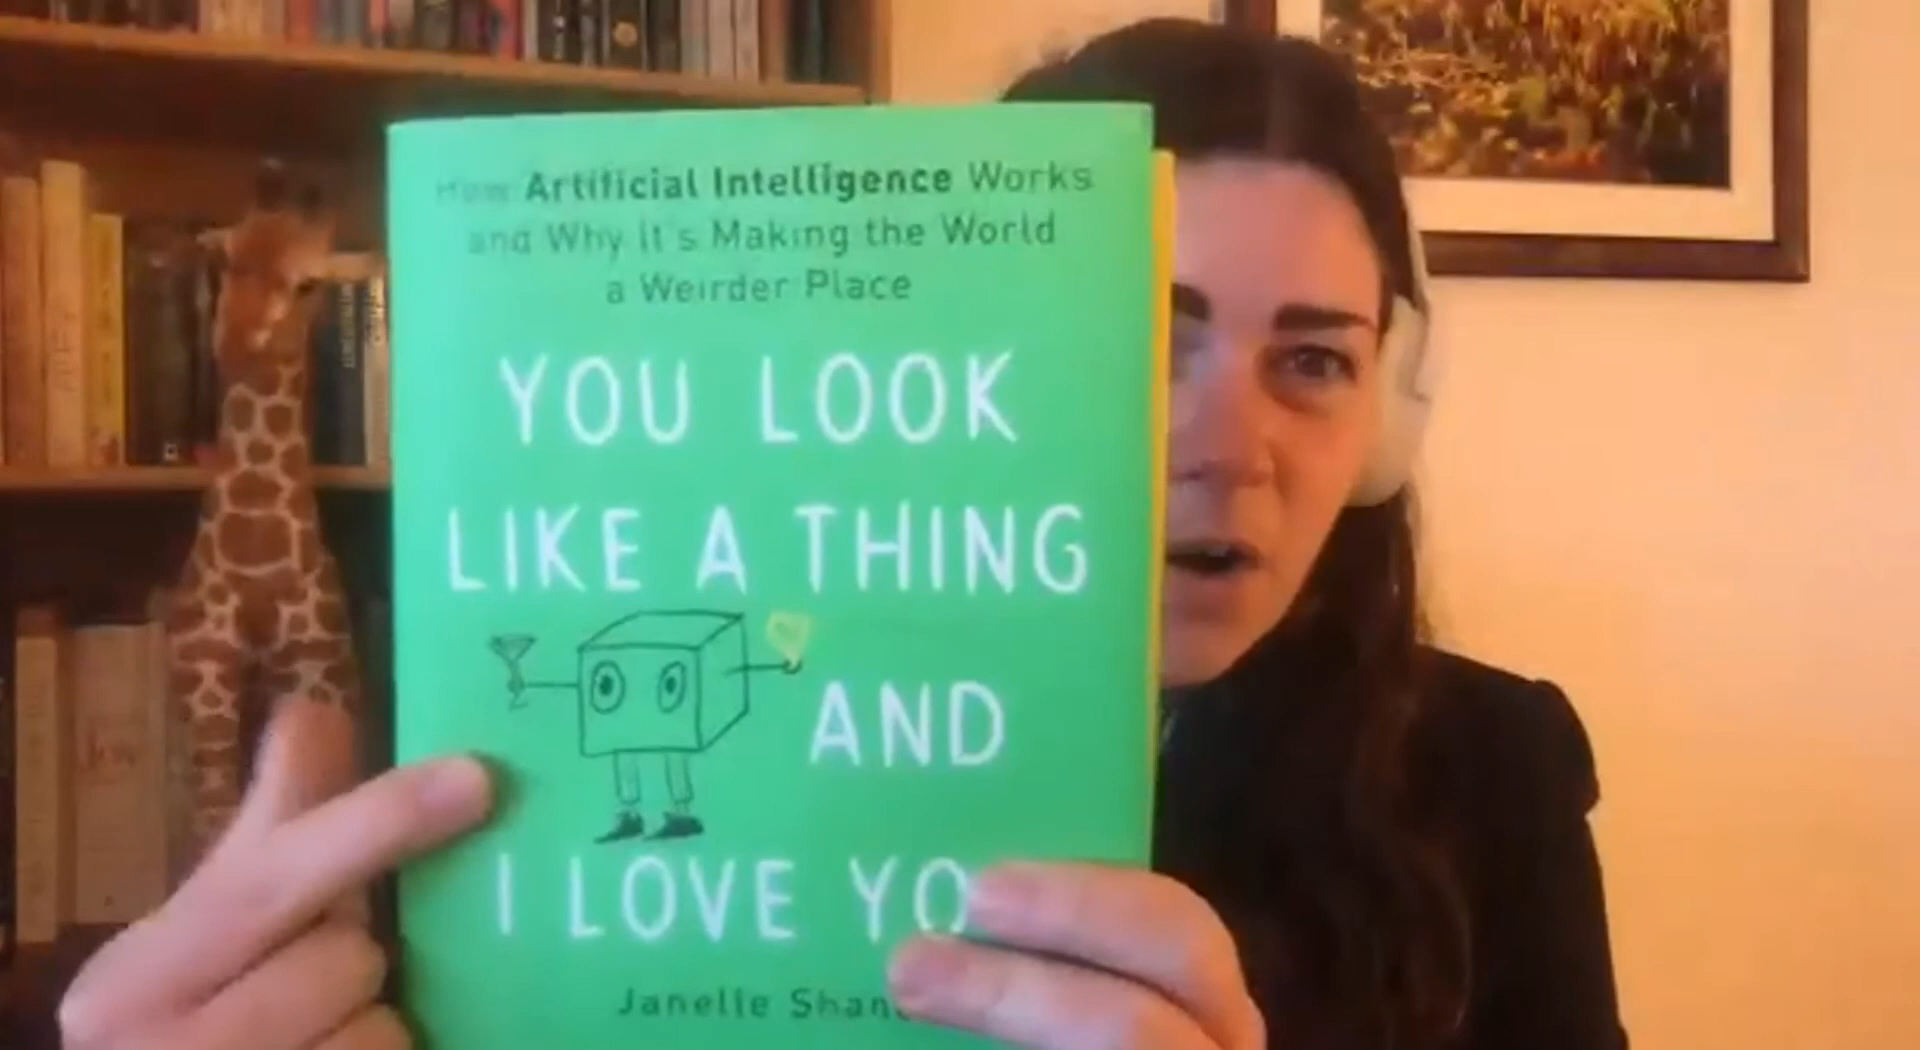 How Artificial Intelligence Works
and Why It's Making the World
a Weirder Place
YOU LOOK
LIKE A THING
AND
I LOVE YO
Janelle Shan